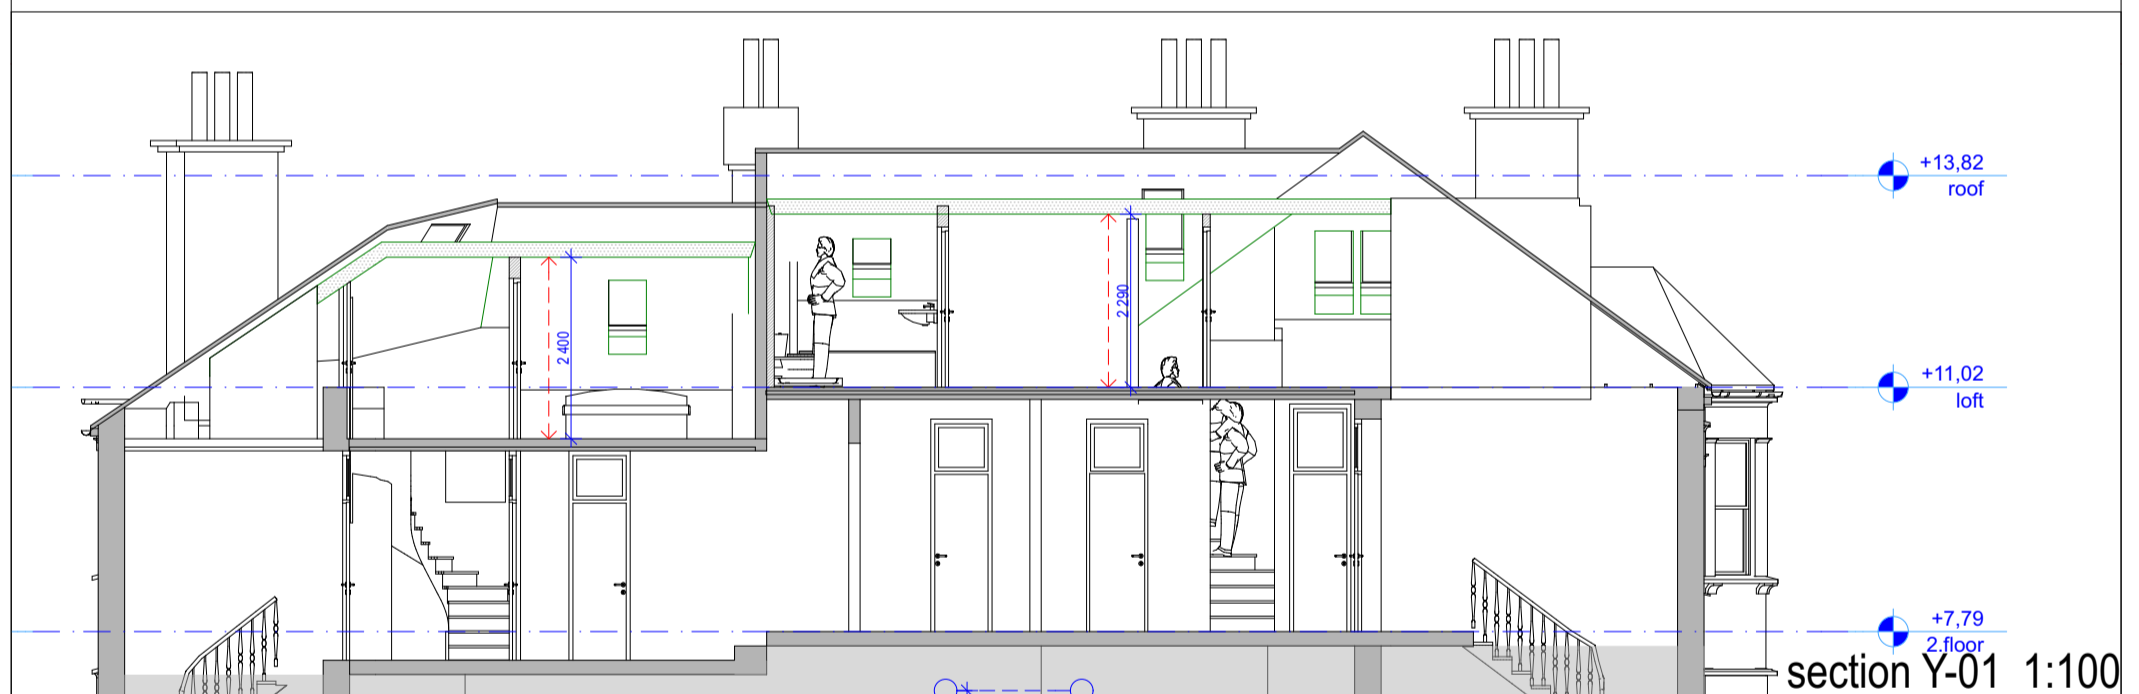 +13,82
roof
2 290
2 400
+11,02
loft
+7,79
2.floor
section Y-01 1:100